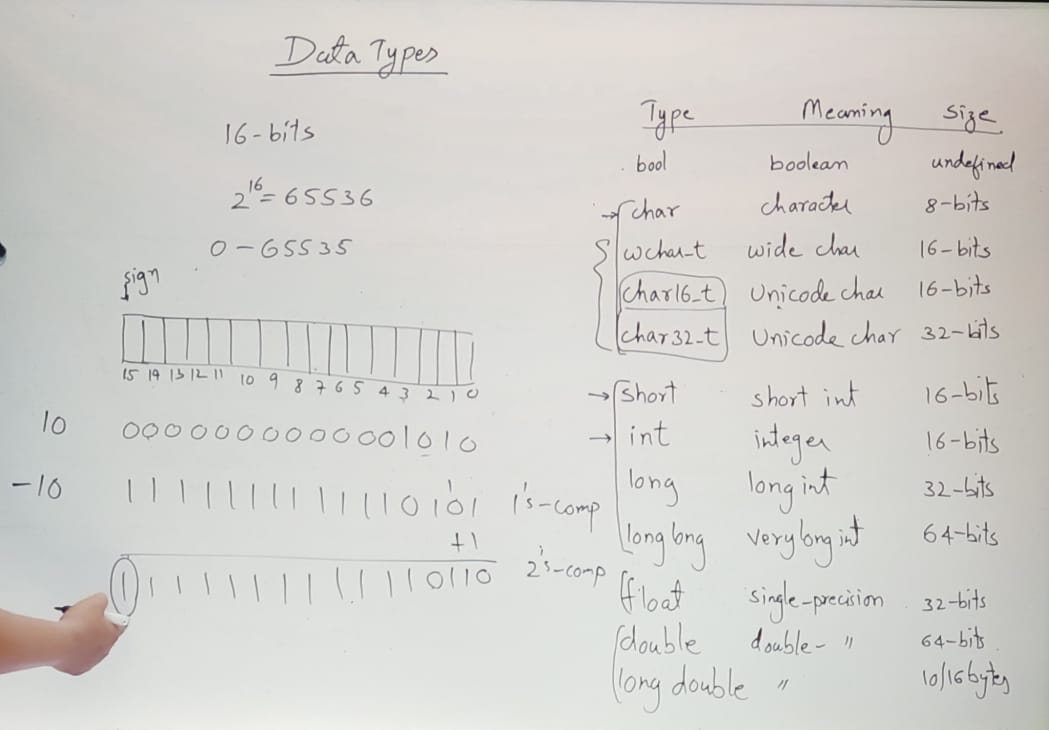 Data Types
16-bits
2^16 = 65536
0 - 65535
sign
15 14 13 12 11 10 9 8 7 6 5 4 3 2 1 0
10 0000000000001010
-10 1111111111110101 1's-comp
1
+1
1111111111110110 2's-comp
Type Meaning Size
bool boolean undefined
→ char character 8-bits
wchar_t wide char 16-bits
char16_t Unicode char 16-bits
char32_t Unicode char 32-bits
→ short short int 16-bits
→ int integer 16-bits
long long int 32-bits
long long very long int 64-bits
float single-precision 32-bits
double double- " 64-bits
long double " 10/16 bytes